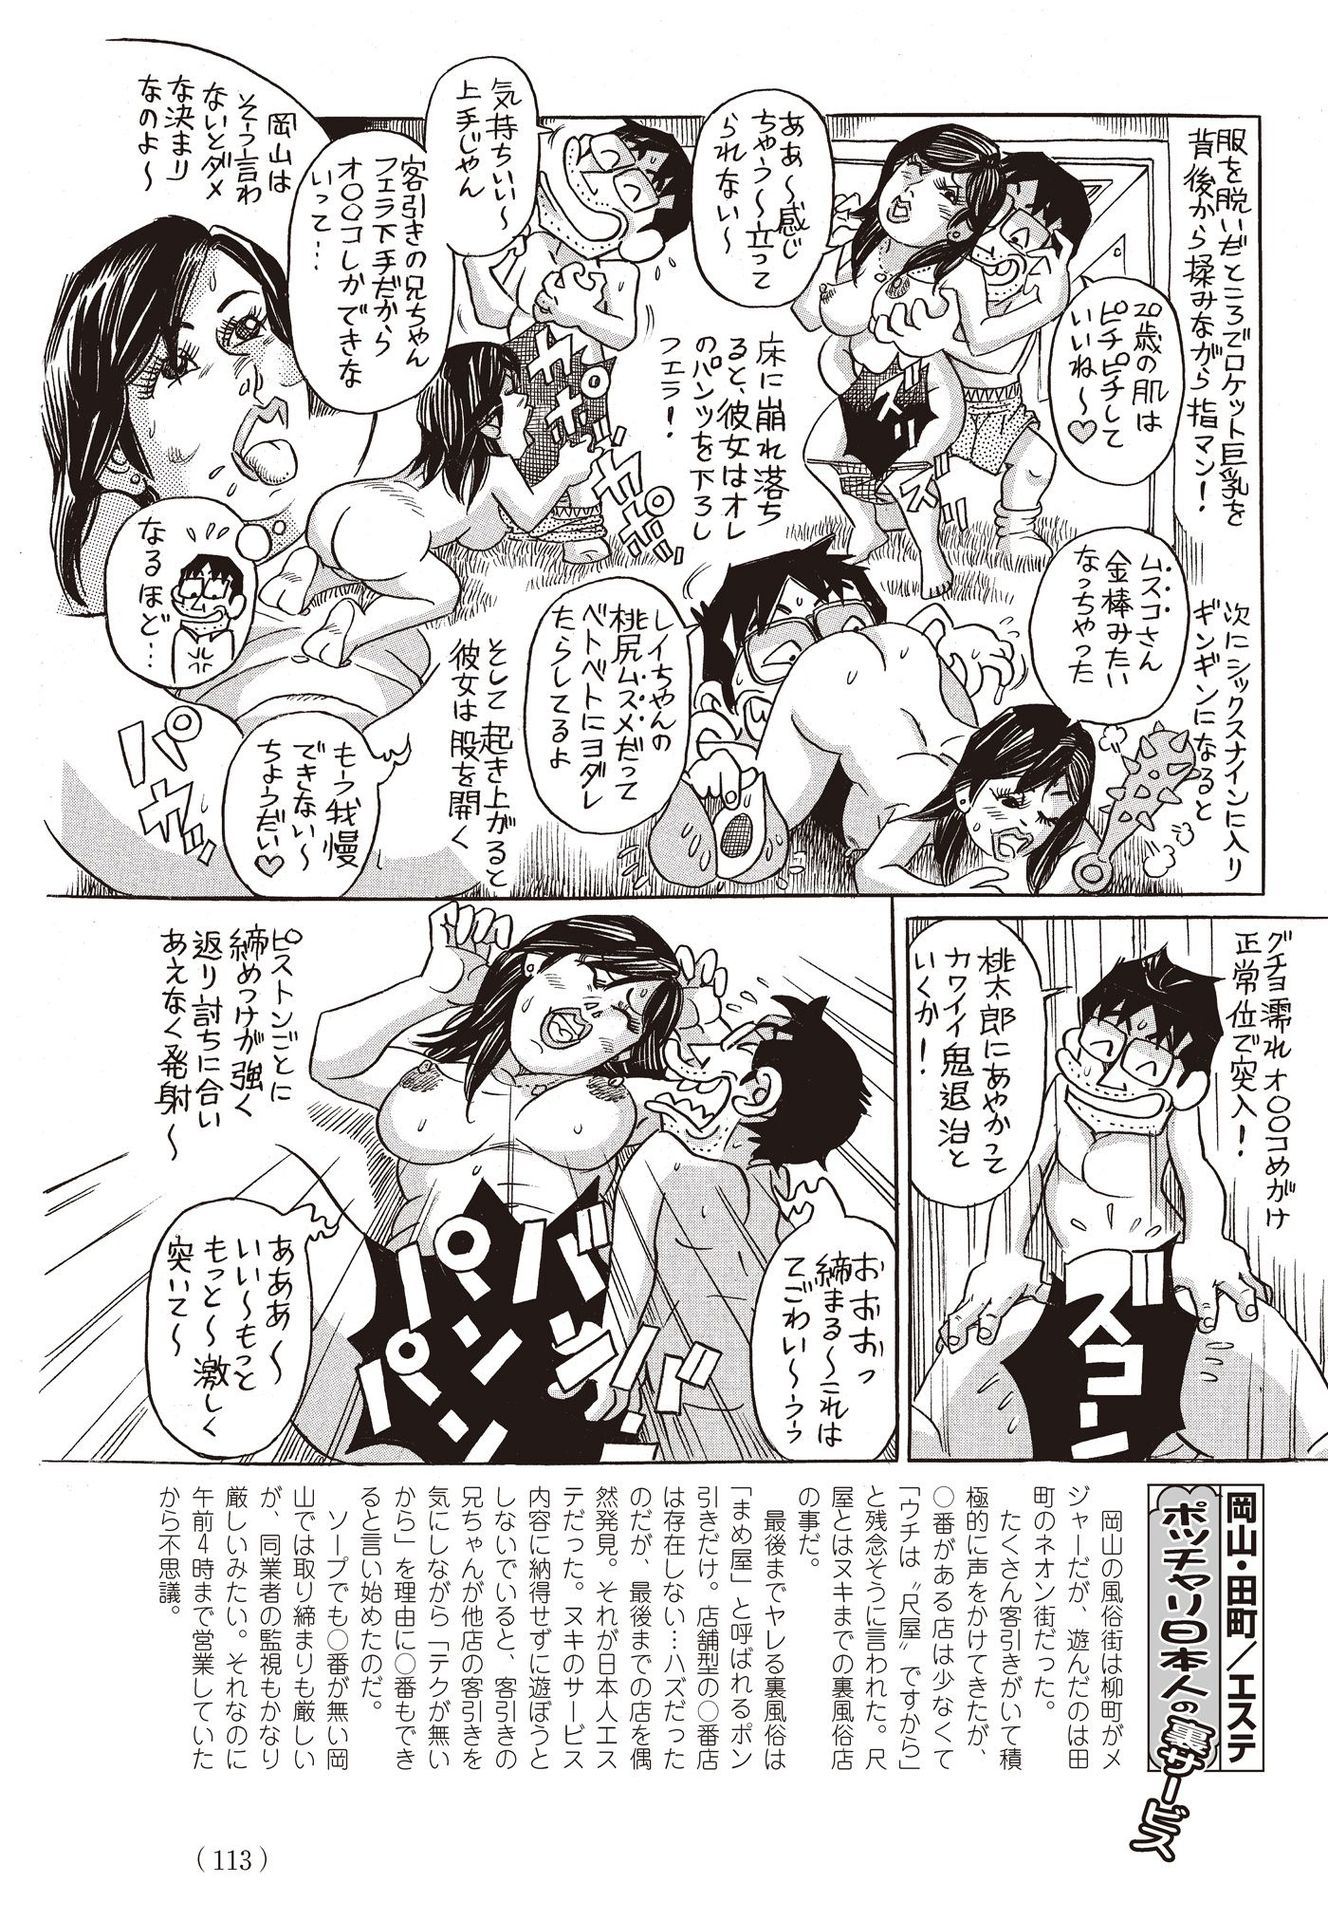 服を脱いだところでロケット巨乳を
背後から揉みながら指マン!
20歳の肌は
ピチピチして
いいね〜♡
ああ〜感じ
ちゃう〜立って
られない〜
ズボ
床に崩れ落ち
ると、彼女はオレ
のパンツを下ろし
フェラ!
気持ちいい〜
上手じゃん
カポ
ガポ
ジュパ
ジュパ
客引きの兄ちゃん
フェラ下手だから
オ○○コしかできな
いって…
岡山は
そう言わ
ないとダメ
な決まり
なのよ〜
なるほど…
次にシックスナインに入り
ギンギンになると
ムスコさん
金棒みたい
なっちゃった
レイちゃんの
桃尻ムスメだって
ベトベトにヨダレ
たらしてるよ
そして起き上がると
彼女は股を開く
もう我慢
できない〜
ちょうだい♡
パカッ
グチョ濡れオ○○コめがけ
正常位で突入!
桃太郎にあやかって
カワイイ鬼退治と
いくか!
ズコン
おおおっ
締まる〜これは
てごわい〜うぅ
パン
パン
バン!
ピストンごとに
締めつけが強く
返り討ちに合い
あえなく発射〜
あああ〜
いい〜もっと
もっと〜激しく
突いて〜
岡山・田町/エステ
ポッチャリ日本人の裏サービス
岡山の風俗街は柳町がメ
ジャーだが、遊んだのは田
町のネオン街だった。
たくさん客引きがいて積
極的に声をかけてきたが、
○番がある店は少なくて
「ウチは〝尺屋〟ですから」
と残念そうに言われた。尺
屋とはヌキまでの裏風俗店
の事だ。
最後までヤレる裏風俗は
「まめ屋」と呼ばれるポン
引きだけ。店舗型の○番店
は存在しない…ハズだった
のだが、最後までの店を偶
然発見。それが日本人エス
テだった。ヌキのサービス
内容に納得せずに遊ぼうと
しないでいると、客引きの
兄ちゃんが他店の客引きを
気にしながら「テクが無い
から」を理由に○番もでき
ると言い始めたのだ。
ソープでも○番が無い岡
山では取り締まりも厳しい
が、同業者の監視もかなり
厳しいみたい。それなのに
午前4時まで営業していた
から不思議。
(113)